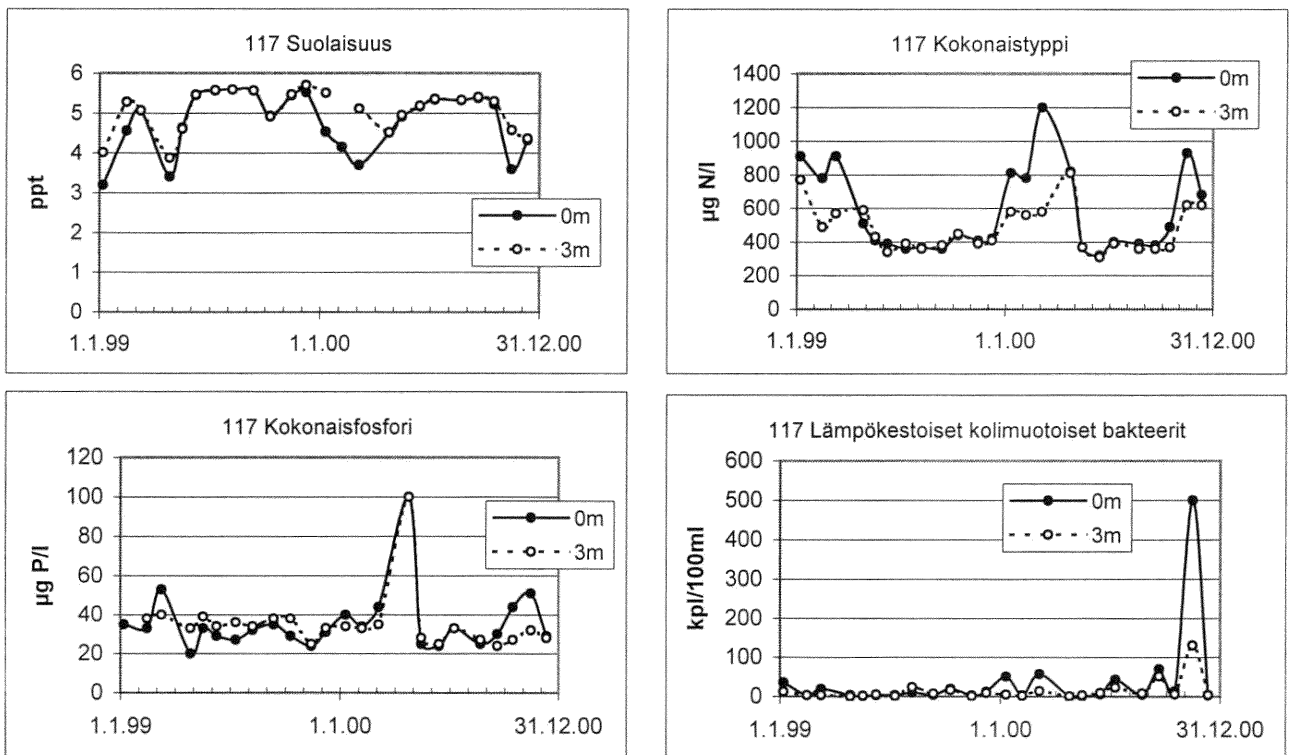 117 Suolaisuus
6
5
4
3
2
1
0
ppt
0m
3m
1.1.99
1.1.00
31.12.00
117 Kokonaistyppi
1400
1200
1000
800
600
400
200
0
µg N/l
0m
3m
1.1.99
1.1.00
31.12.00
117 Kokonaisfosfori
120
100
80
60
40
20
0
µg P/l
0m
3m
1.1.99
1.1.00
31.12.00
117 Lämpökestoiset kolimuotoiset bakteerit
600
500
400
300
200
100
0
kpl/100ml
0m
3m
1.1.99
1.1.00
31.12.00